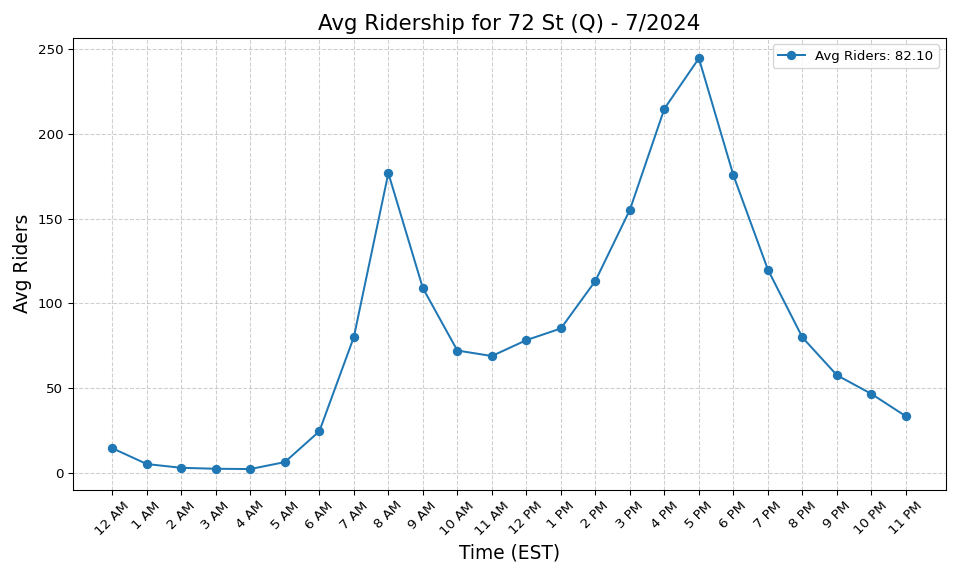 Avg Ridership for 72 St (Q) - 7/2024
Avg Riders: 82.10
250
200
150
100
50
0
Avg Riders
12 AM
1 AM
2 AM
3 AM
4 AM
5 AM
6 AM
7 AM
8 AM
9 AM
10 AM
11 AM
12 PM
1 PM
2 PM
3 PM
4 PM
5 PM
6 PM
7 PM
8 PM
9 PM
10 PM
11 PM
Time (EST)